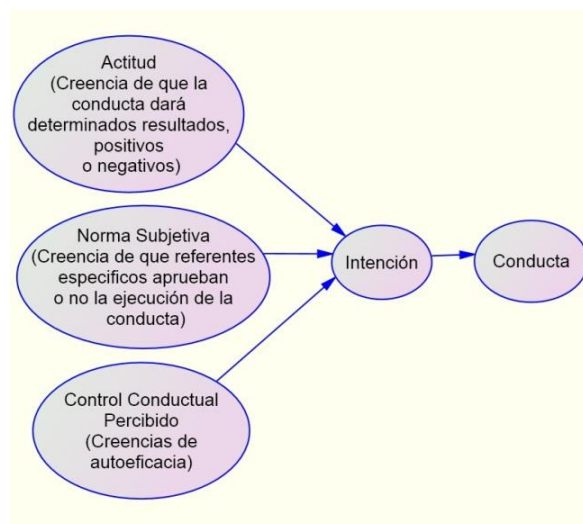 Actitud
(Creencia de que la
conducta dará
determinados resultados,
positivos
o negativos)
Norma Subjetiva
(Creencia de que referentes
especificos aprueban
o no la ejecución de la
conducta)
Control Conductual
Percibido
(Creencias de
autoeficacia)
Intención
Conducta